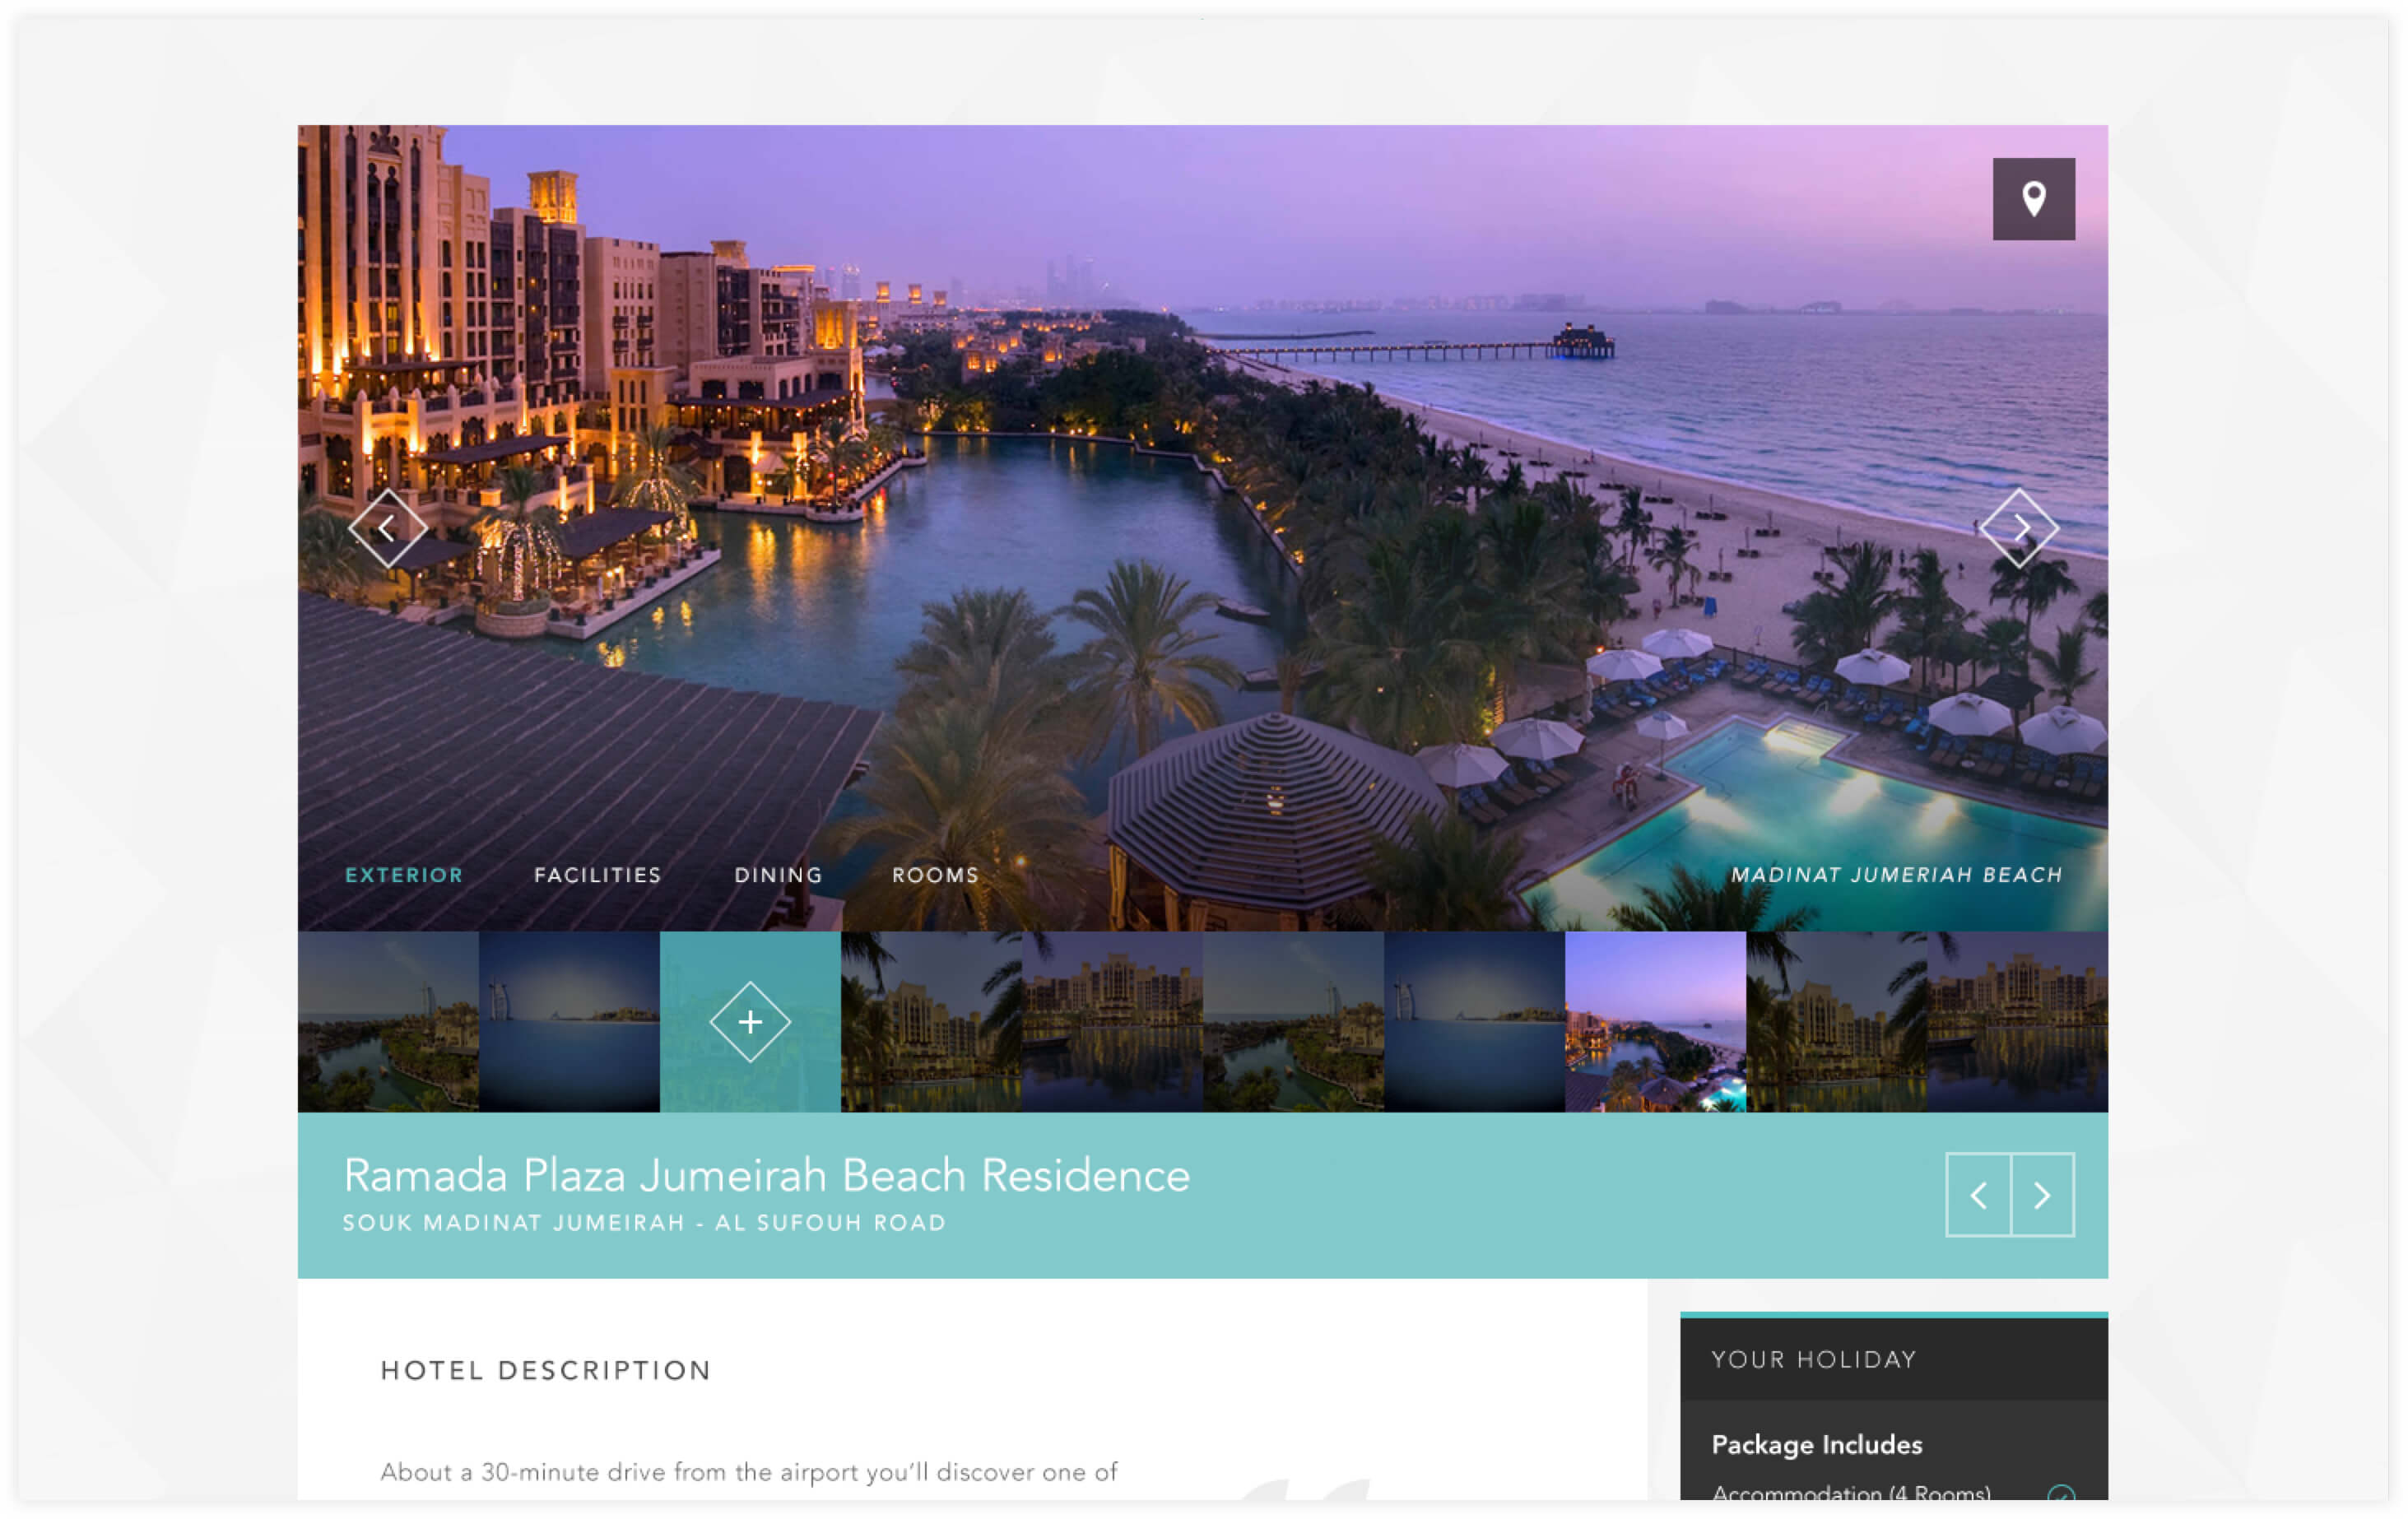 EXTERIOR FACILITIES DINING ROOMS MADINAT JUMERIAH BEACH
Ramada Plaza Jumeirah Beach Residence
SOUK MADINAT JUMEIRAH - AL SUFOUH ROAD
HOTEL DESCRIPTION
About a 30-minute drive from the airport you'll discover one of
YOUR HOLIDAY
Package Includes
Accommodation (4 Rooms)